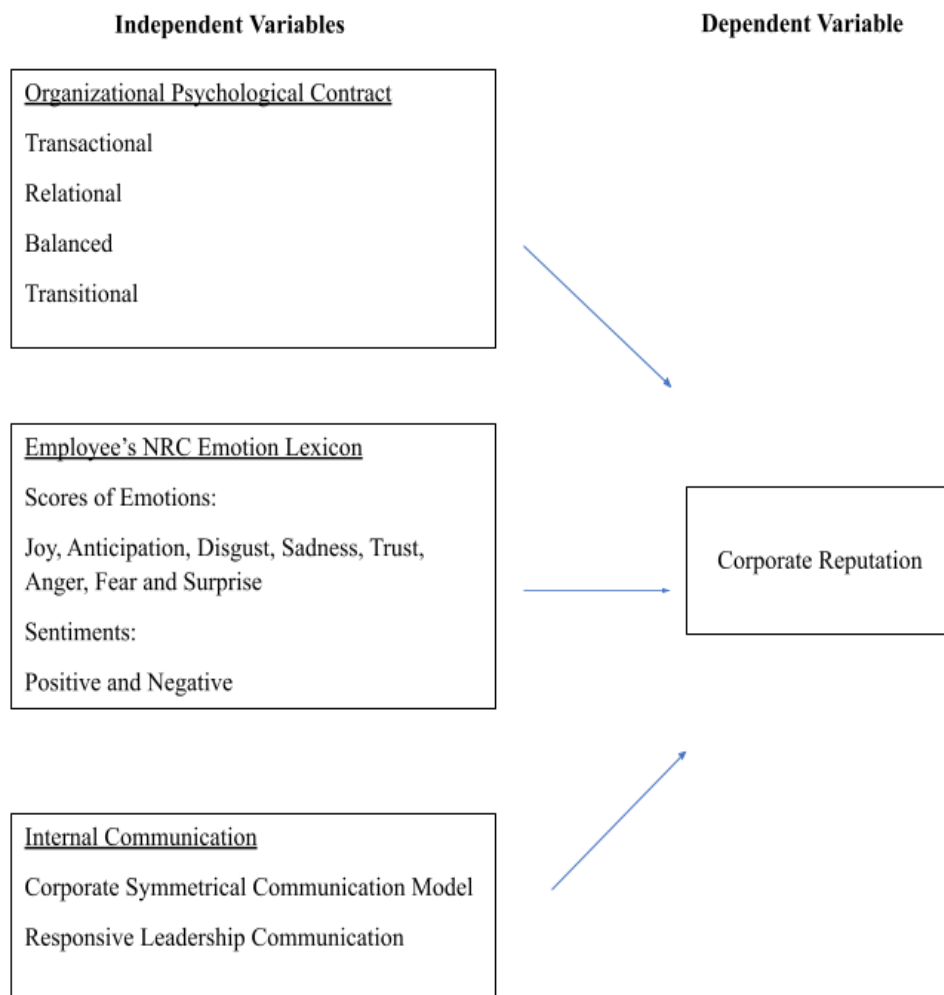 Independent Variables
Dependent Variable
Organizational Psychological Contract
Transactional
Relational
Balanced
Transitional
Employee’s NRC Emotion Lexicon
Scores of Emotions:
Joy, Anticipation, Disgust, Sadness, Trust,
Anger, Fear and Surprise
Sentiments:
Positive and Negative
Corporate Reputation
Internal Communication
Corporate Symmetrical Communication Model
Responsive Leadership Communication